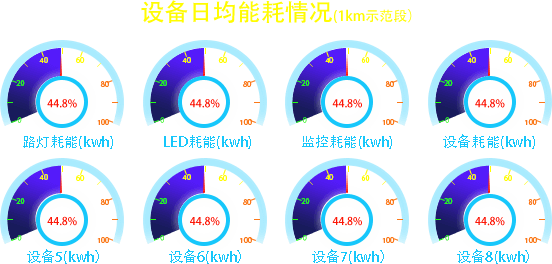 设备日均能耗情况(1km示范段)
0 20 40 60 80 100 44.8% 0 20 40 60 80 100 44.8% 0 20 40 60 80 100 44.8% 0 20 40 60 80 100 44.8%
路灯耗能(kwh) LED耗能(kwh) 监控耗能(kwh) 设备耗能(kwh)
0 20 40 60 80 100 44.8% 0 20 40 60 80 100 44.8% 0 20 40 60 80 100 44.8% 0 20 40 60 80 100 44.8%
设备5(kwh) 设备6(kwh) 设备7(kwh) 设备8(kwh)